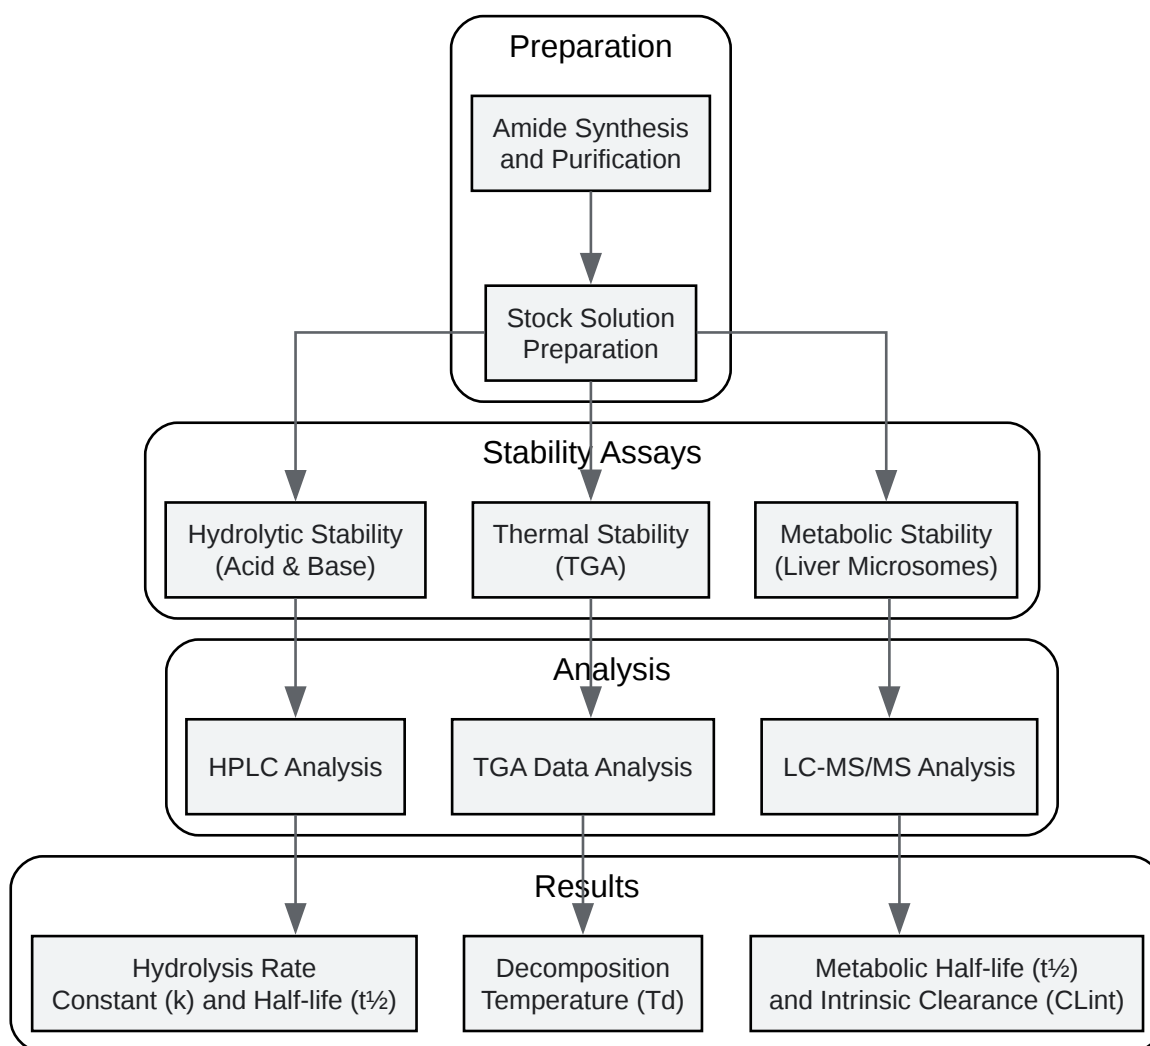 Preparation
Amide Synthesis
and Purification
Stock Solution
Preparation
Stability Assays
Hydrolytic Stability
(Acid & Base)
Thermal Stability
(TGA)
Metabolic Stability
(Liver Microsomes)
Analysis
HPLC Analysis
TGA Data Analysis
LC-MS/MS Analysis
Results
Hydrolysis Rate
Constant (k) and Half-life (t½)
Decomposition
Temperature (Td)
Metabolic Half-life (t½)
and Intrinsic Clearance (CLint)